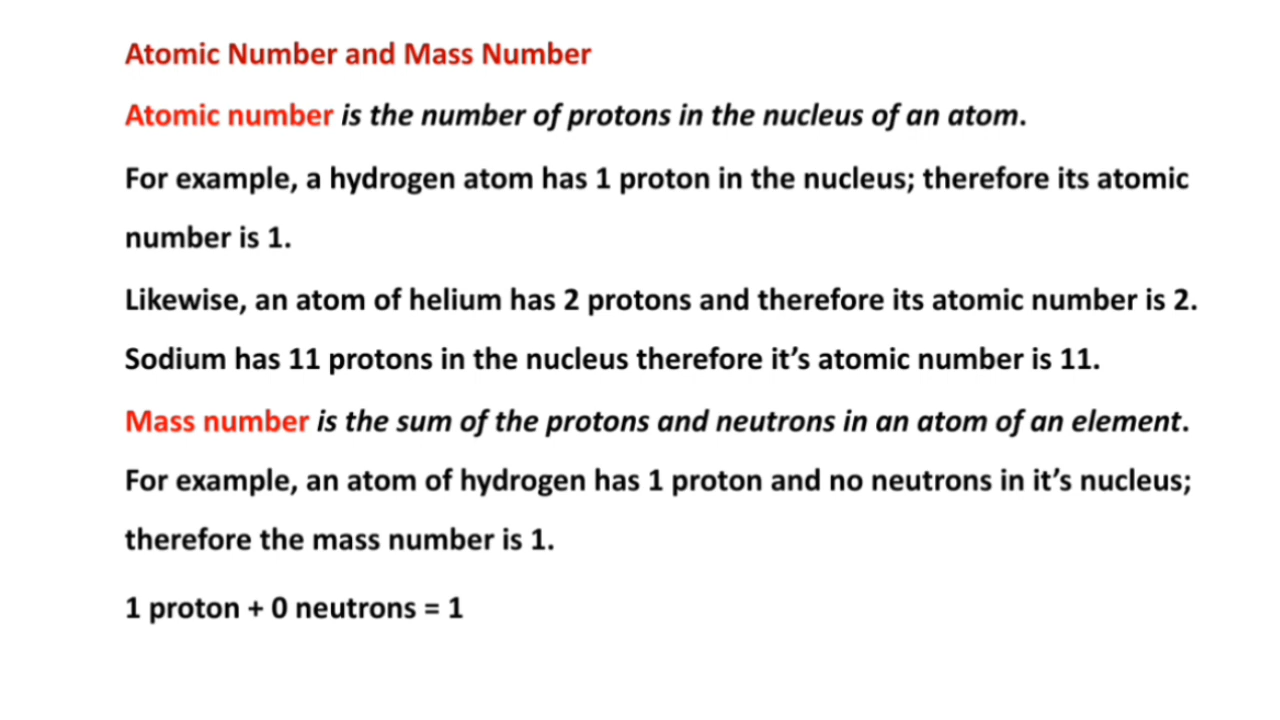 Atomic Number and Mass Number
Atomic number is the number of protons in the nucleus of an atom.
For example, a hydrogen atom has 1 proton in the nucleus; therefore its atomic
number is 1.
Likewise, an atom of helium has 2 protons and therefore its atomic number is 2.
Sodium has 11 protons in the nucleus therefore it’s atomic number is 11.
Mass number is the sum of the protons and neutrons in an atom of an element.
For example, an atom of hydrogen has 1 proton and no neutrons in it’s nucleus;
therefore the mass number is 1.
1 proton + 0 neutrons = 1